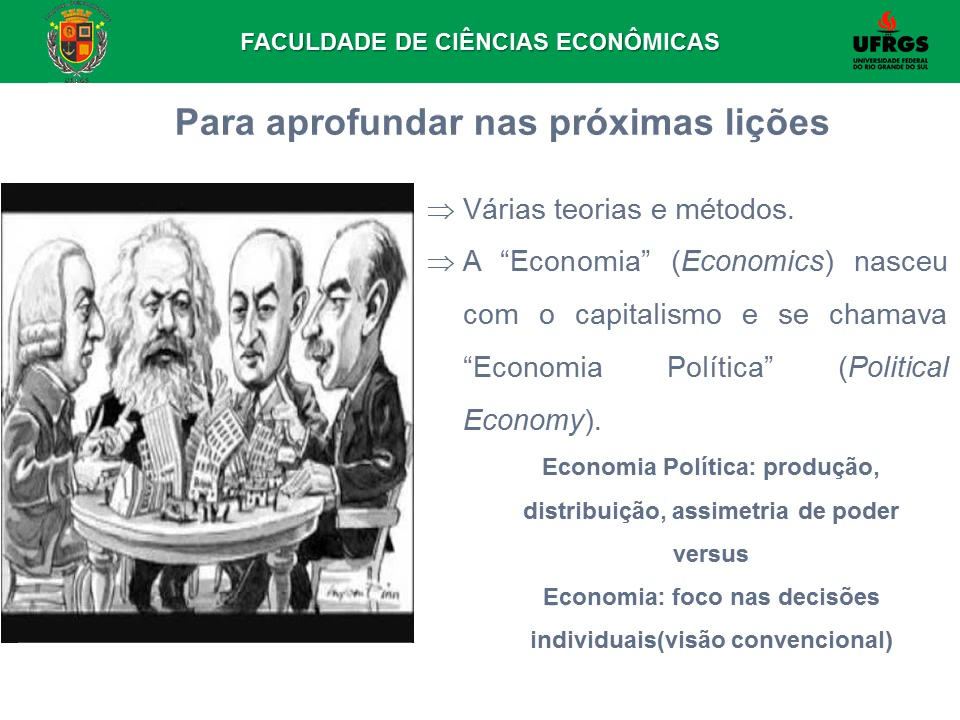 FACULDADE DE CIÊNCIAS ECONÔMICAS
UFRGS
UFRGS
UNIVERSIDADE FEDERAL
DO RIO GRANDE DO SUL
Para aprofundar nas próximas lições
⇒ Várias teorias e métodos.
⇒ A “Economia” (Economics) nasceu
com o capitalismo e se chamava
“Economia Política” (Political
Economy).
Economia Política: produção,
distribuição, assimetria de poder
versus
Economia: foco nas decisões
individuais(visão convencional)